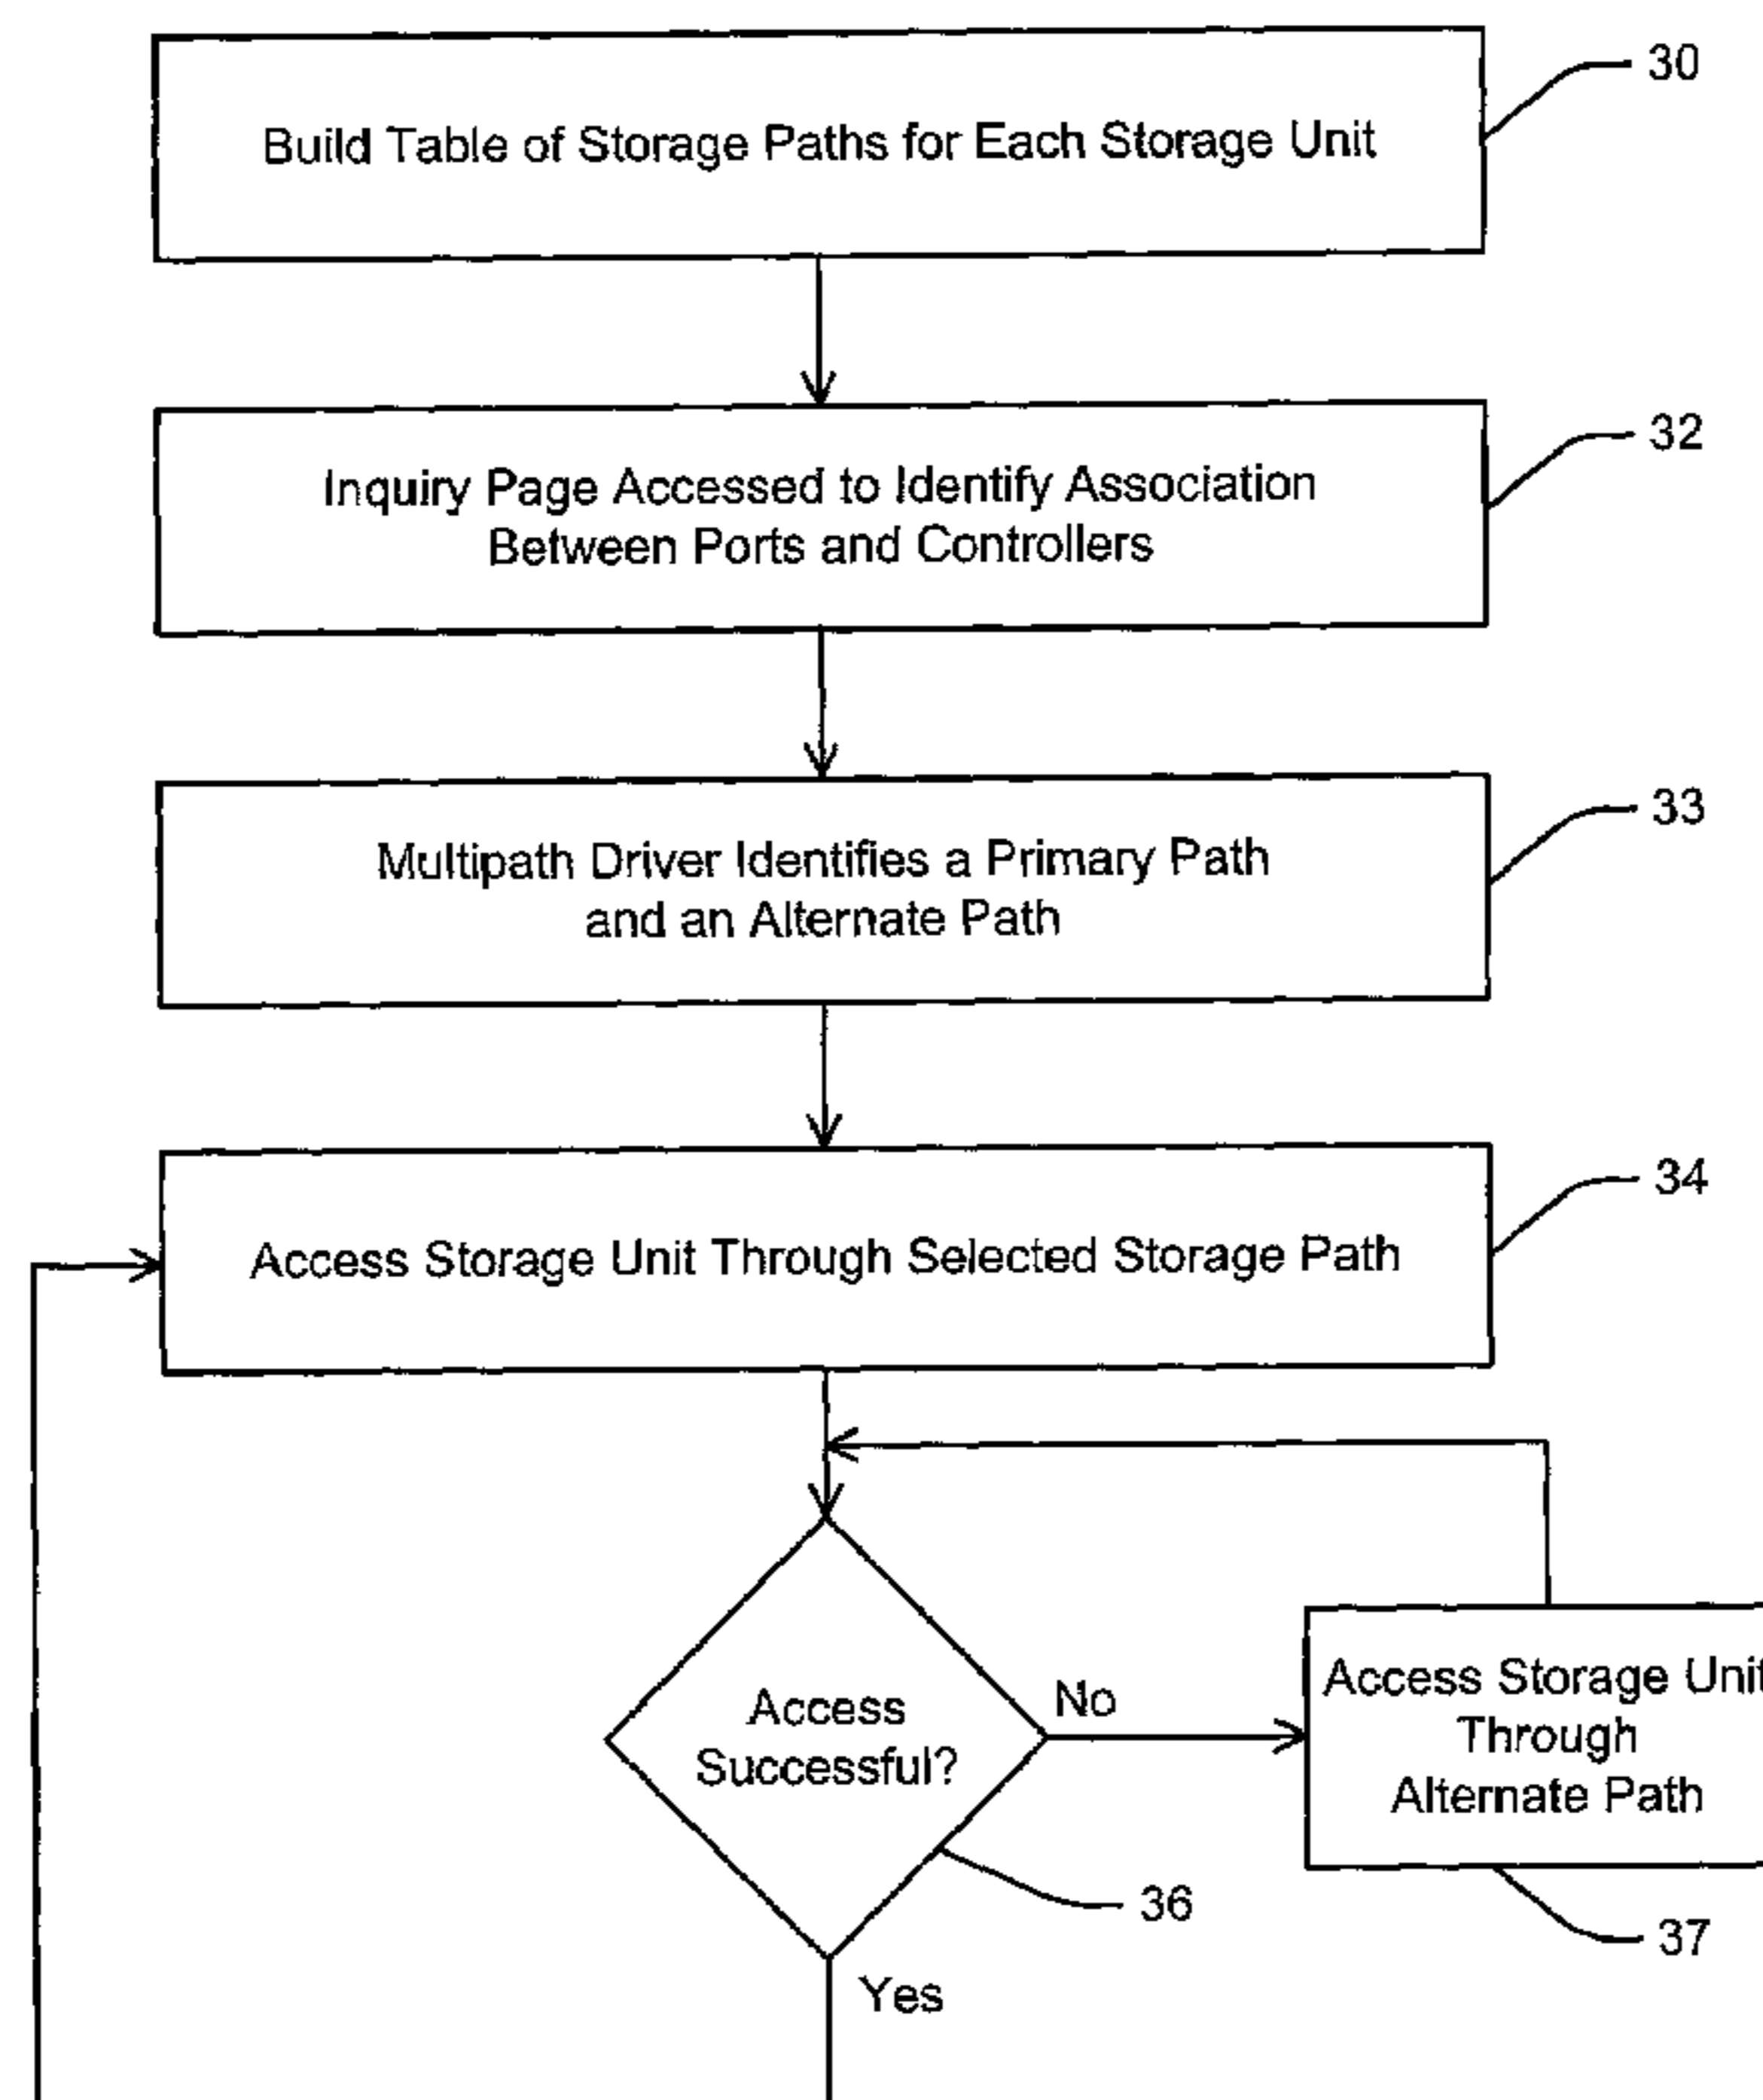 30
Build Table of Storage Paths for Each Storage Unit
32
Inquiry Page Accessed to Identify Association
Between Ports and Controllers
33
Multipath Driver Identifies a Primary Path
and an Alternate Path
34
Access Storage Unit Through Selected Storage Path
No
Access
Successful?
Access Storage Unit
Through
Alternate Path
36
37
Yes